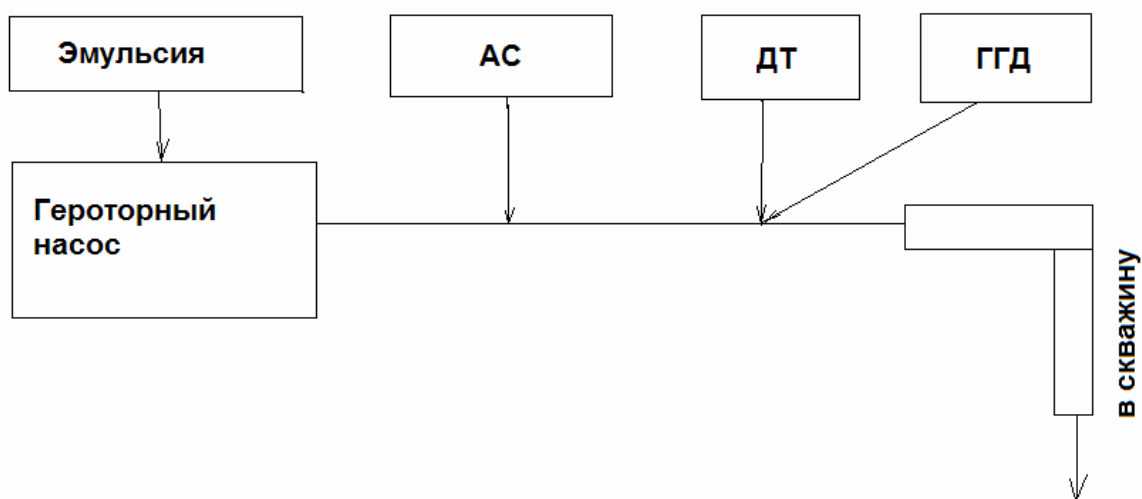 Эмульсия
АС
ДТ
ГГД
Героторный
насос
в скважину